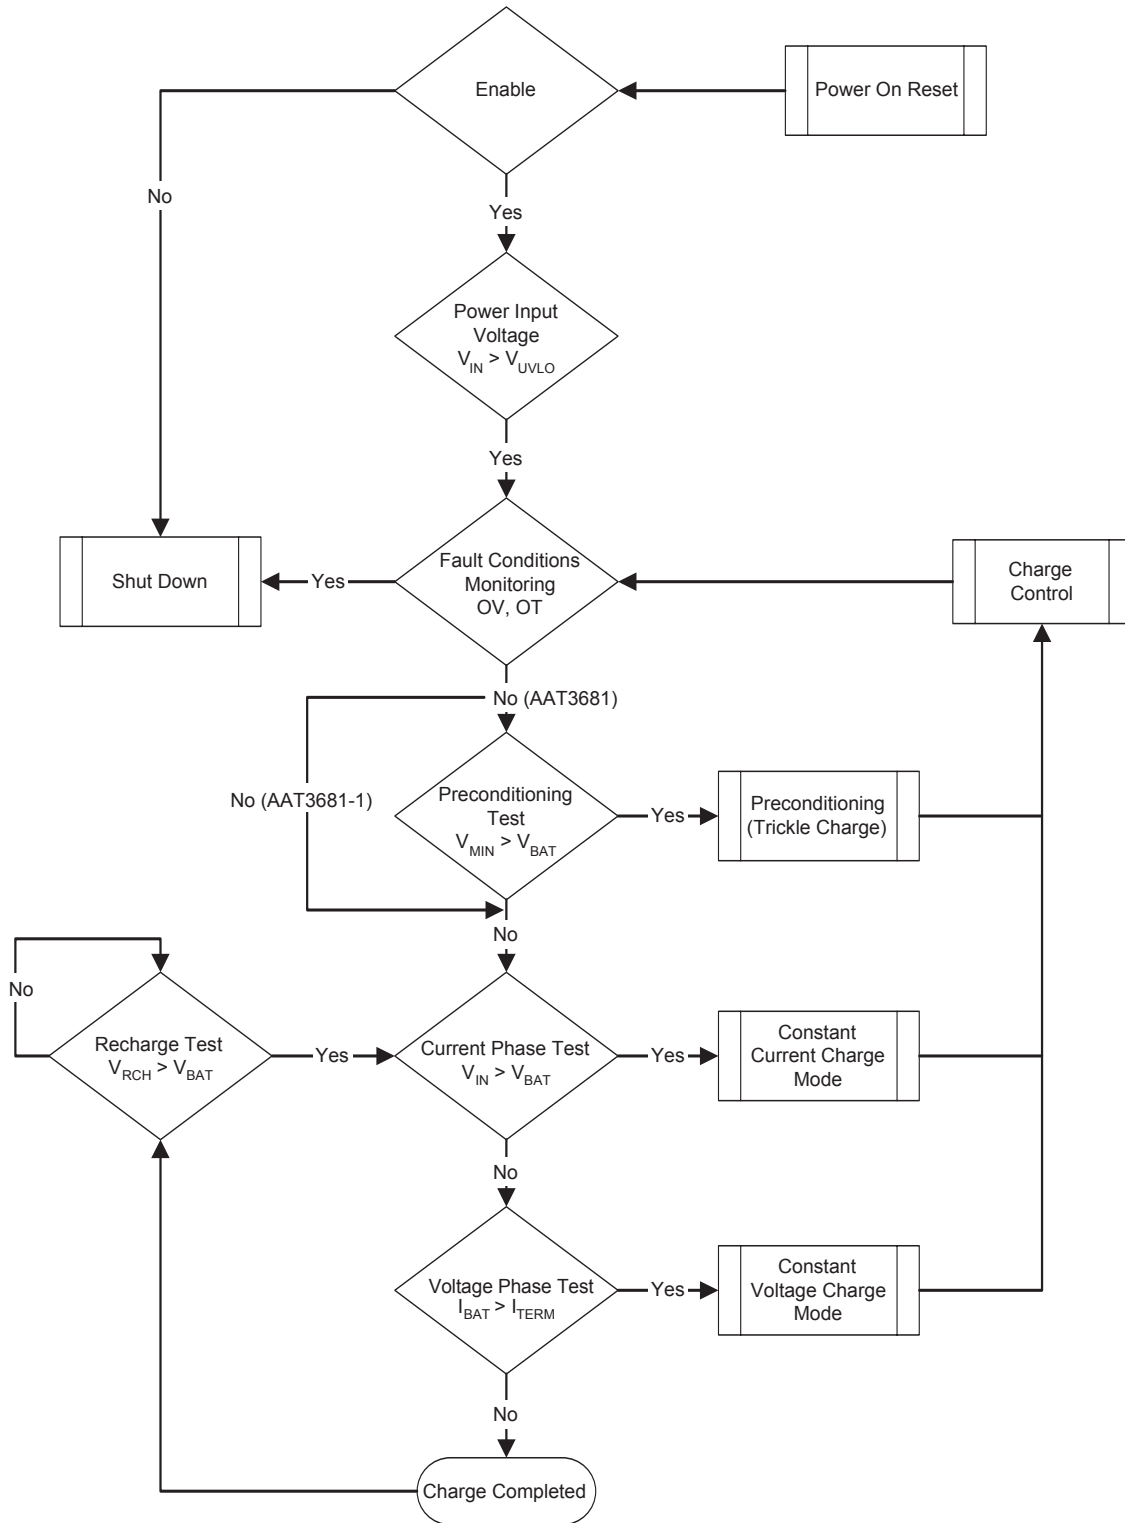 Enable
Power On Reset
No
Yes
Power Input
Voltage
V_IN > V_UVLO
Yes
Shut Down
Yes
Fault Conditions
Monitoring
OV, OT
Charge
Control
No (AAT3681)
No (AAT3681-1)
Preconditioning
Test
V_MIN > V_BAT
Yes
Preconditioning
(Trickle Charge)
No
No
Recharge Test
V_RCH > V_BAT
Yes
Current Phase Test
V_IN > V_BAT
Yes
Constant
Current Charge
Mode
No
Voltage Phase Test
I_BAT > I_TERM
Yes
Constant
Voltage Charge
Mode
No
Charge Completed